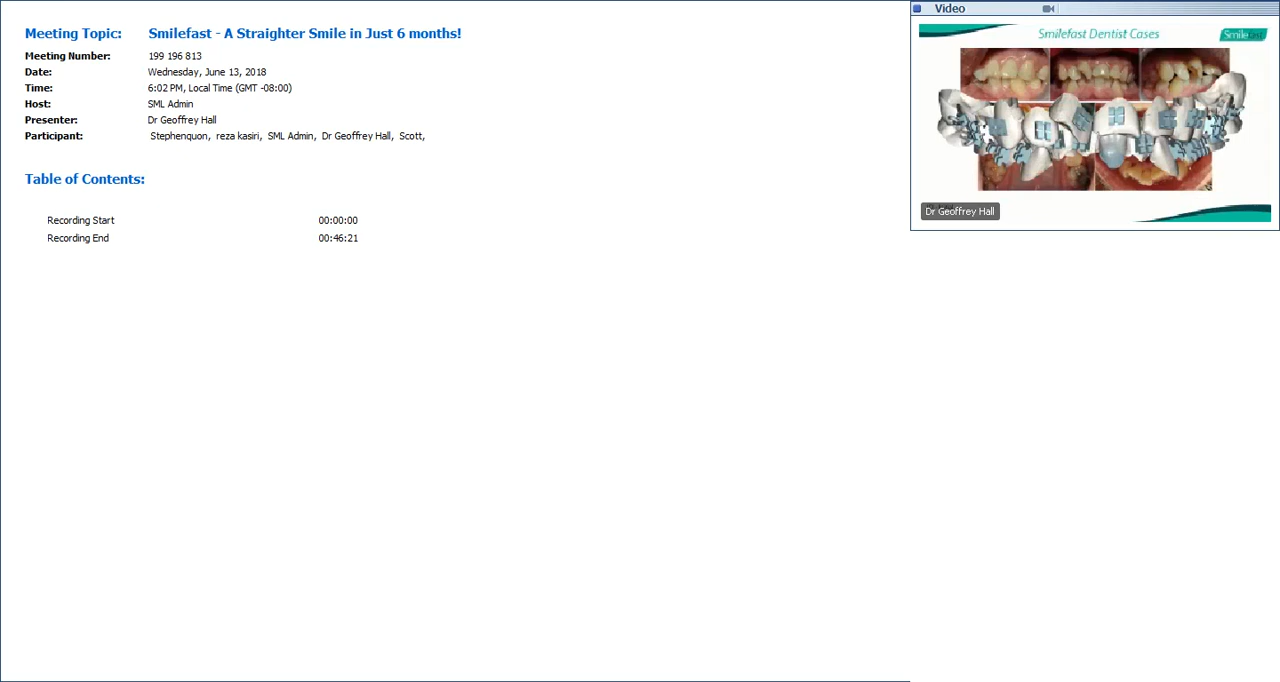 Meeting Topic: Smilefast - A Straighter Smile in Just 6 months!
Meeting Number: 199 196 813
Date: Wednesday, June 13, 2018
Time: 6:02 PM, Local Time (GMT -08:00)
Host: SML Admin
Presenter: Dr Geoffrey Hall
Participant: Stephenquon, reza kasiri, SML Admin, Dr Geoffrey Hall, Scott,
Table of Contents:
Recording Start 00:00:00
Recording End 00:46:21
Video
Smilefast Dentist Cases
Smilefast
Dr Geoffrey Hall